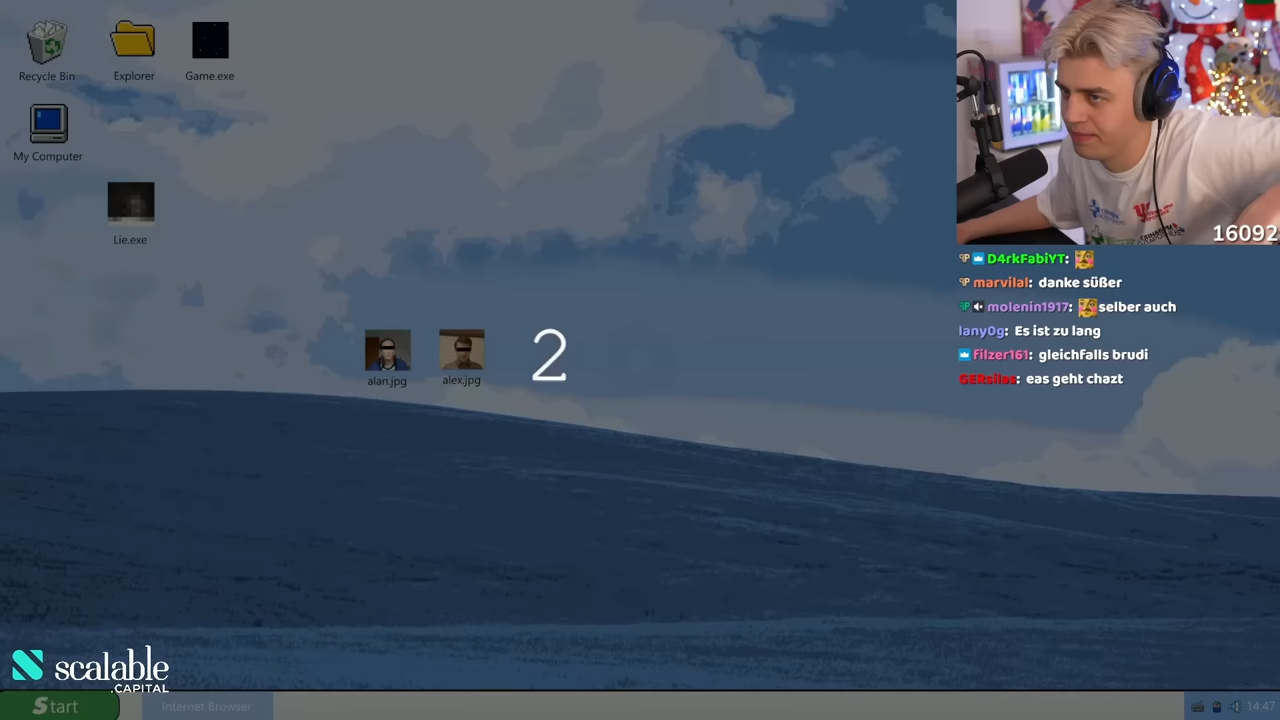 Recycle Bin
Explorer
Game.exe
My Computer
Lie.exe
alan.jpg
alex.jpg
2
16092
D4rkFabiYT:
marvilal: danke süßer
molenin1917: selber auch
lany0g: Es ist zu lang
filzer161: gleichfalls brudi
GERsilas: eas geht chazt
scalable
.CAPITAL
Start
Internet Browser
14:47